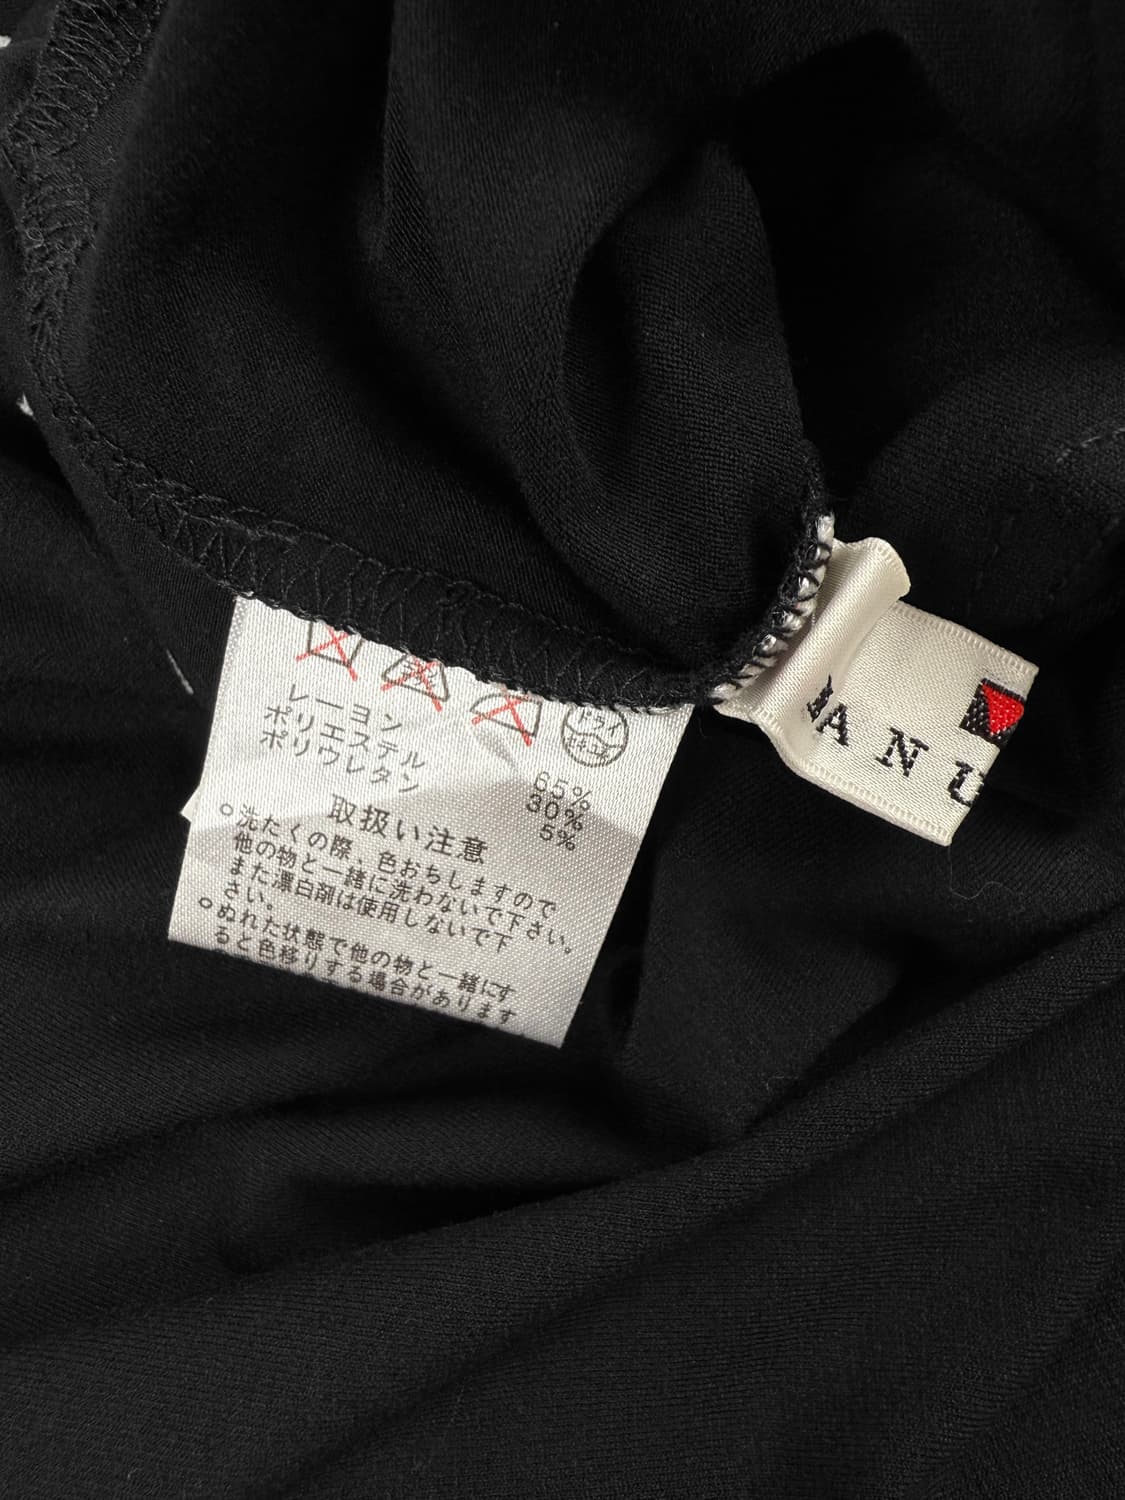 ドライ
セキユ系
レーヨン 65%
ポリエステル 30%
ポリウレタン 5%
取扱い注意
○洗たくの際、色おちしますので
他の物と一緒に洗わないで下さい。
また漂白剤は使用しないで下
さい。
○ぬれた状態で他の物と一緒にす
ると色移りする場合があります
ANU